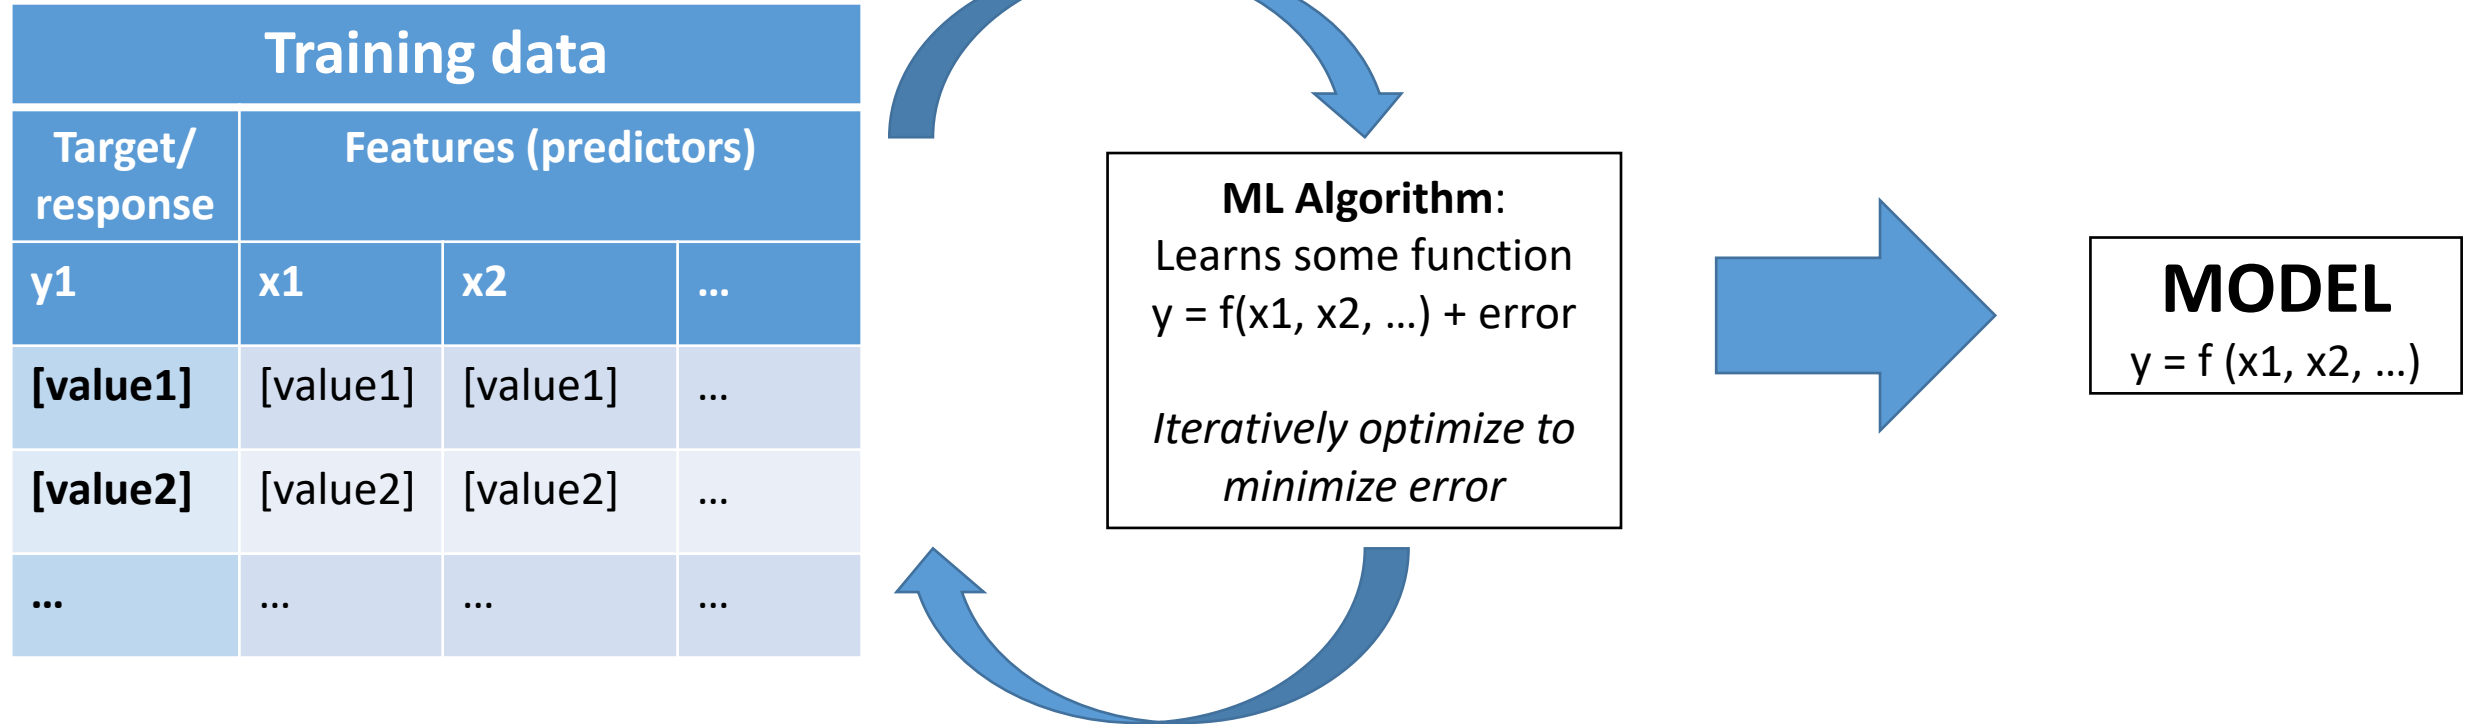 Training data
Target/
response
Features (predictors)
y1 x1 x2 ...
[value1] [value1] [value1] ...
[value2] [value2] [value2] ...
... ... ... ...
ML Algorithm:
Learns some function
y = f(x1, x2, ...) + error
Iteratively optimize to
minimize error
MODEL
y = f (x1, x2, ...)